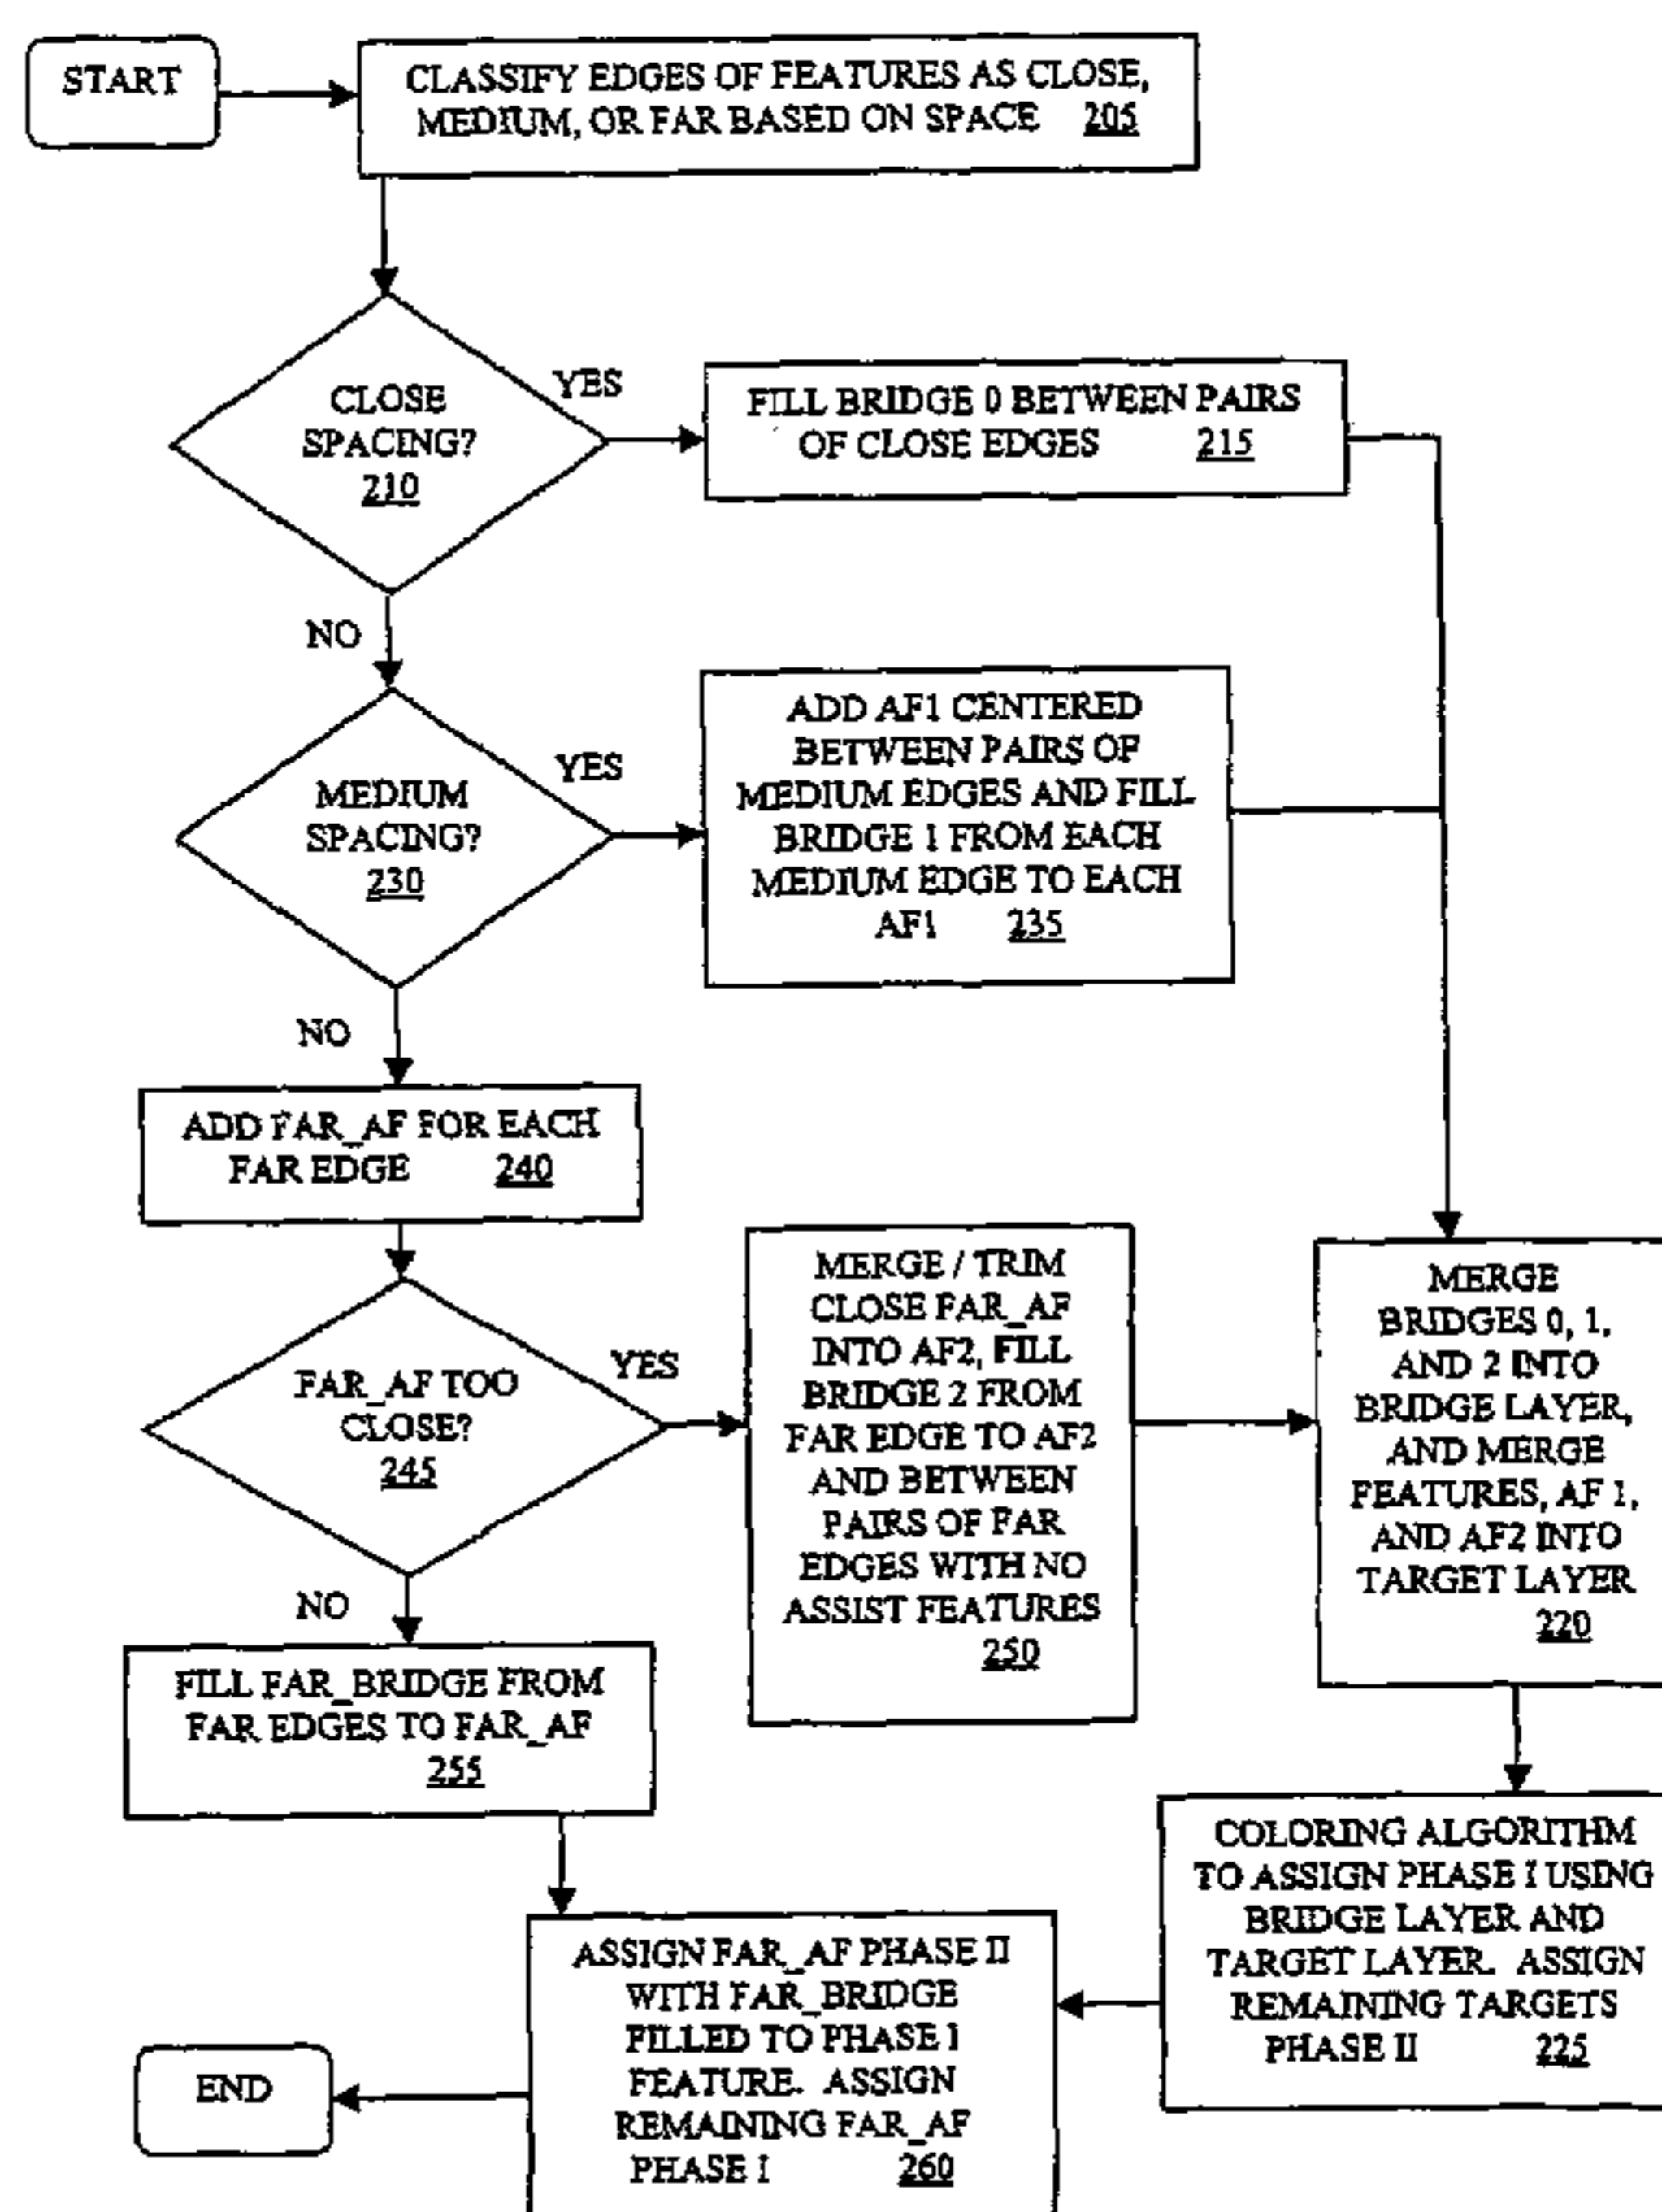 START
CLASSIFY EDGES OF FEATURES AS CLOSE,
MEDIUM, OR FAR BASED ON SPACE 205
CLOSE
SPACING?
210
YES
FILL BRIDGE 0 BETWEEN PAIRS
OF CLOSE EDGES 215
NO
MEDIUM
SPACING?
230
YES
ADD AF1 CENTERED
BETWEEN PAIRS OF
MEDIUM EDGES AND FILL
BRIDGE 1 FROM EACH
MEDIUM EDGE TO EACH
AF1 235
NO
ADD FAR_AF FOR EACH
FAR EDGE 240
FAR_AF TOO
CLOSE?
245
YES
MERGE / TRIM
CLOSE FAR_AF
INTO AF2, FILL
BRIDGE 2 FROM
FAR EDGE TO AF2
AND BETWEEN
PAIRS OF FAR
EDGES WITH NO
ASSIST FEATURES
250
MERGE
BRIDGES 0, 1,
AND 2 INTO
BRIDGE LAYER,
AND MERGE
FEATURES, AF 1,
AND AF2 INTO
TARGET LAYER
220
NO
FILL FAR_BRIDGE FROM
FAR EDGES TO FAR_AF
255
COLORING ALGORITHM
TO ASSIGN PHASE I USING
BRIDGE LAYER AND
TARGET LAYER. ASSIGN
REMAINING TARGETS
PHASE II 225
ASSIGN FAR_AF PHASE II
WITH FAR_BRIDGE
FILLED TO PHASE I
FEATURE. ASSIGN
REMAINING FAR_AF
PHASE I 260
END